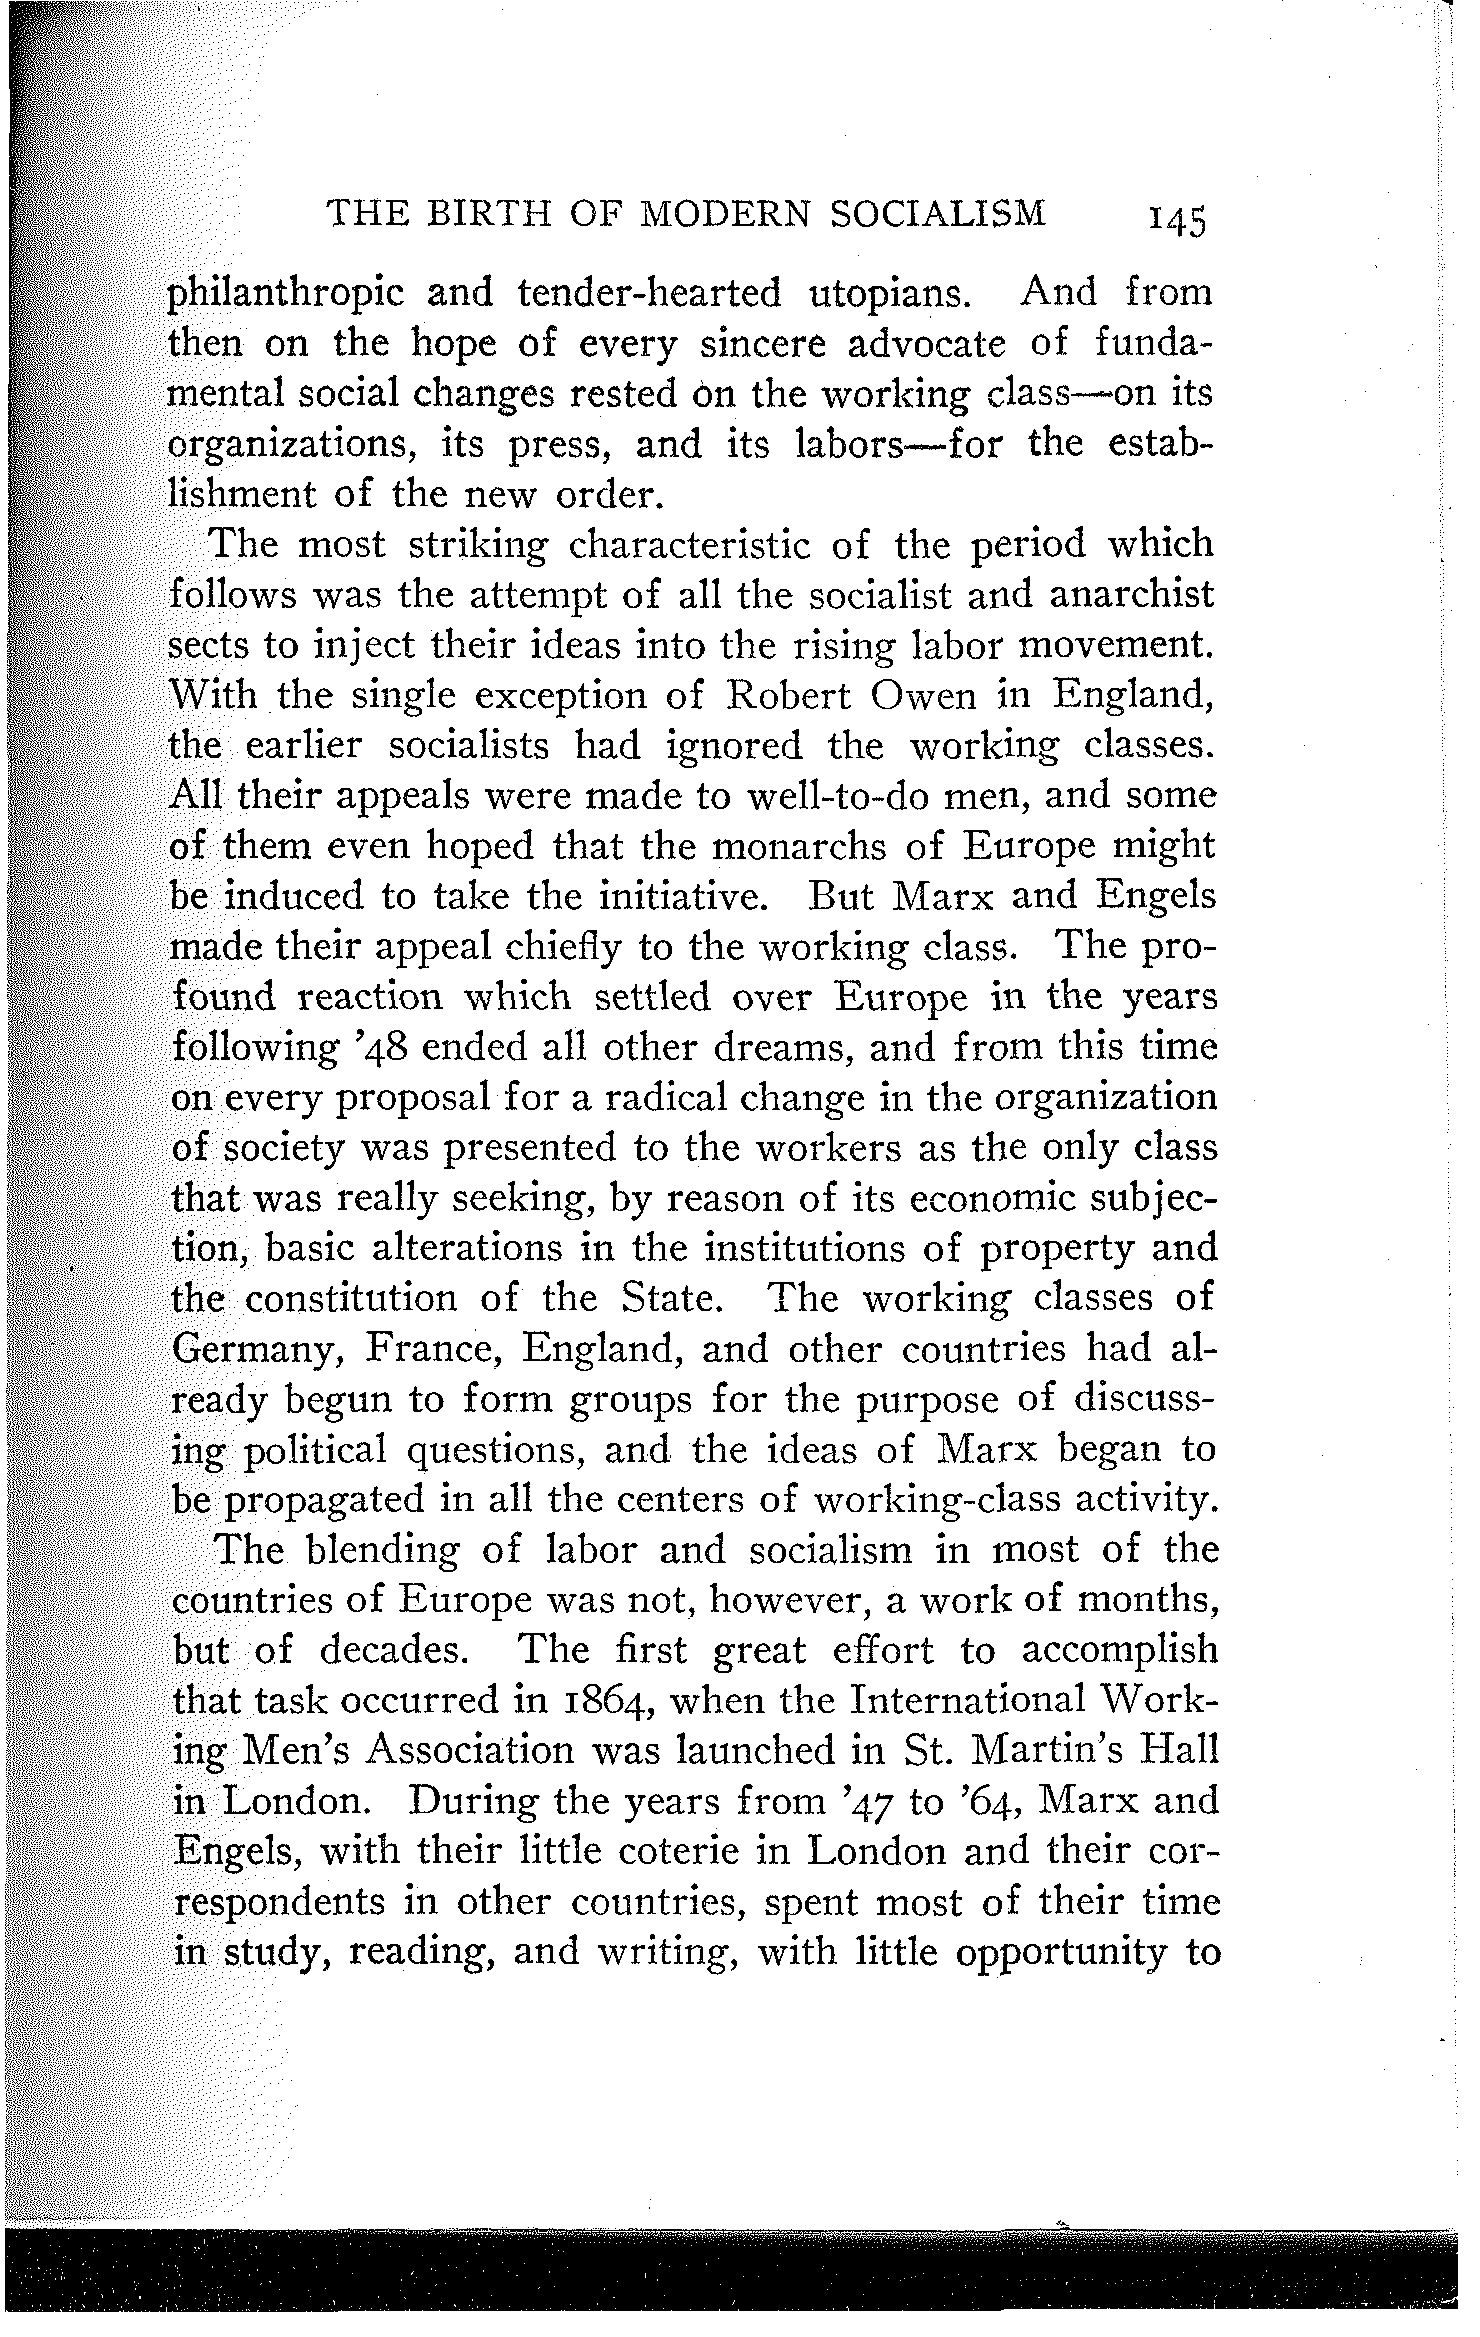 THE BIRTH OF MODERN SOCIALISM 145
philanthropic and tender-hearted utopians. And from
then on the hope of every sincere advocate of funda-
mental social changes rested on the working class—on its
organizations, its press, and its labors—for the estab-
lishment of the new order.
The most striking characteristic of the period which
follows was the attempt of all the socialist and anarchist
sects to inject their ideas into the rising labor movement.
With the single exception of Robert Owen in England,
the earlier socialists had ignored the working classes.
All their appeals were made to well-to-do men, and some
of them even hoped that the monarchs of Europe might
be induced to take the initiative. But Marx and Engels
made their appeal chiefly to the working class. The pro-
found reaction which settled over Europe in the years
following ’48 ended all other dreams, and from this time
on every proposal for a radical change in the organization
of society was presented to the workers as the only class
that was really seeking, by reason of its economic subjec-
tion, basic alterations in the institutions of property and
the constitution of the State. The working classes of
Germany, France, England, and other countries had al-
ready begun to form groups for the purpose of discuss-
ing political questions, and the ideas of Marx began to
be propagated in all the centers of working-class activity.
The blending of labor and socialism in most of the
countries of Europe was not, however, a work of months,
but of decades. The first great effort to accomplish
that task occurred in 1864, when the International Work-
ing Men’s Association was launched in St. Martin’s Hall
in London. During the years from ’47 to ’64, Marx and
Engels, with their little coterie in London and their cor-
respondents in other countries, spent most of their time
in study, reading, and writing, with little opportunity to